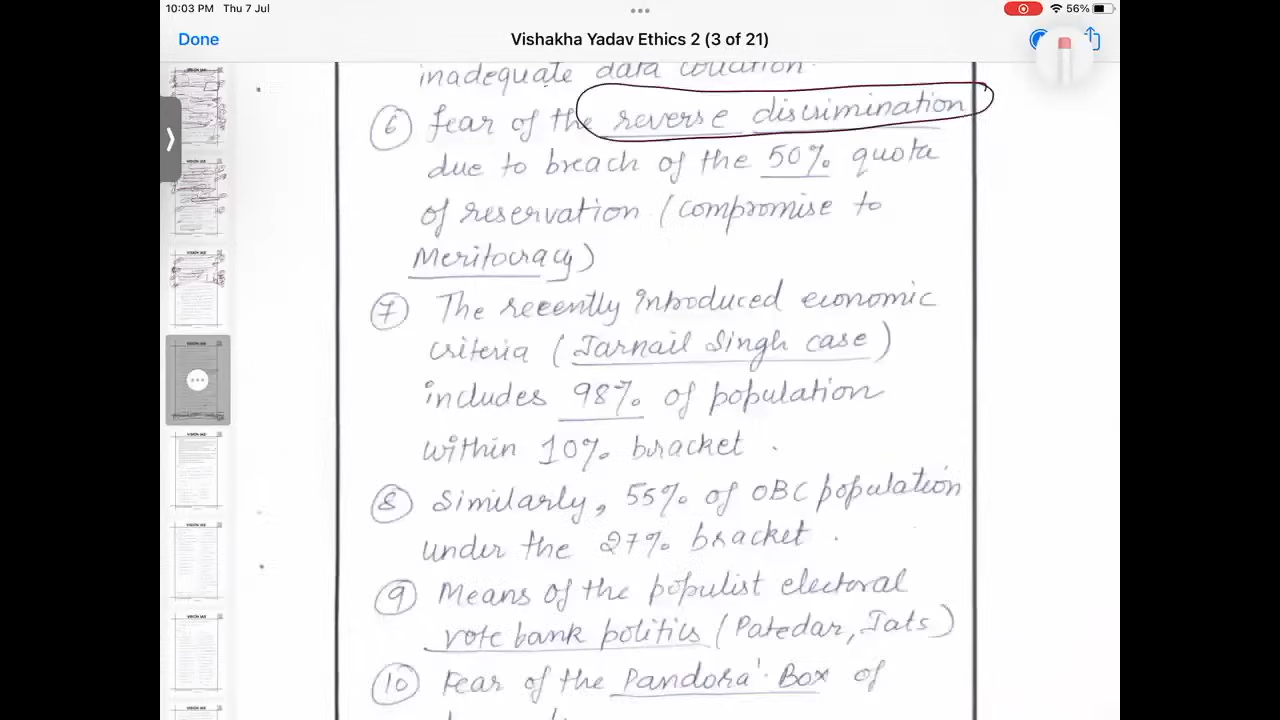 10:03 PM Thu 7 Jul
56%
Done
Vishakha Yadav Ethics 2 (3 of 21)
inadequate data collation.
⑥ fear of the reverse discrimination
due to breach of the 50% quota
of reservation (compromise to
Meritocracy)
⑦ The recently introduced economic
criteria (Jarnail Singh case)
includes 98% of population
within 10% bracket.
⑧ Similarly, 55% of OBC population
under the 27% bracket.
⑨ Means of the populist electoral
vote bank politics (Patedar, Jats)
⑩ Fear of the Pandora' Box of